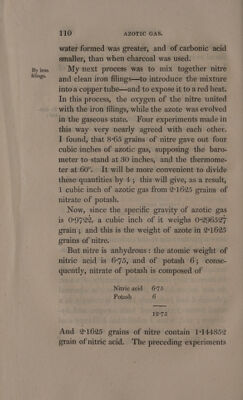 110
AZOTIC GAS.
water formed was greater, and of carbonic acid
smaller, than when charcoal was used.
By iron
filings.
My next process was to mix together nitre
and clean iron filings—to introduce the mixture
into a copper tube—and to expose it to a red heat.
In this process, the oxygen of the nitre united
with the iron filings, while the azote was evolved
in the gaseous state. Four experiments made in
this way very nearly agreed with each other.
I found, that 8·65 grains of nitre gave out four
cubic inches of azotic gas, supposing the baro-
meter to stand at 30 inches, and the thermome-
ter at 60°. It will be more convenient to divide
these quantities by 4; this will give, as a result,
1 cubic inch of azotic gas from 2·1625 grains of
nitrate of potash.
Now, since the specific gravity of azotic gas
is 0·9722, a cubic inch of it weighs 0·296527
grain; and this is the weight of azote in 2·1625
grains of nitre.
But nitre is anhydrous: the atomic weight of
nitric acid is 6·75, and of potash 6; conse-
quently, nitrate of potash is composed of
Nitric acid 6·75
Potash 6
12·75
And 2·1625 grains of nitre contain 1·144852
grain of nitric acid. The preceding experiments